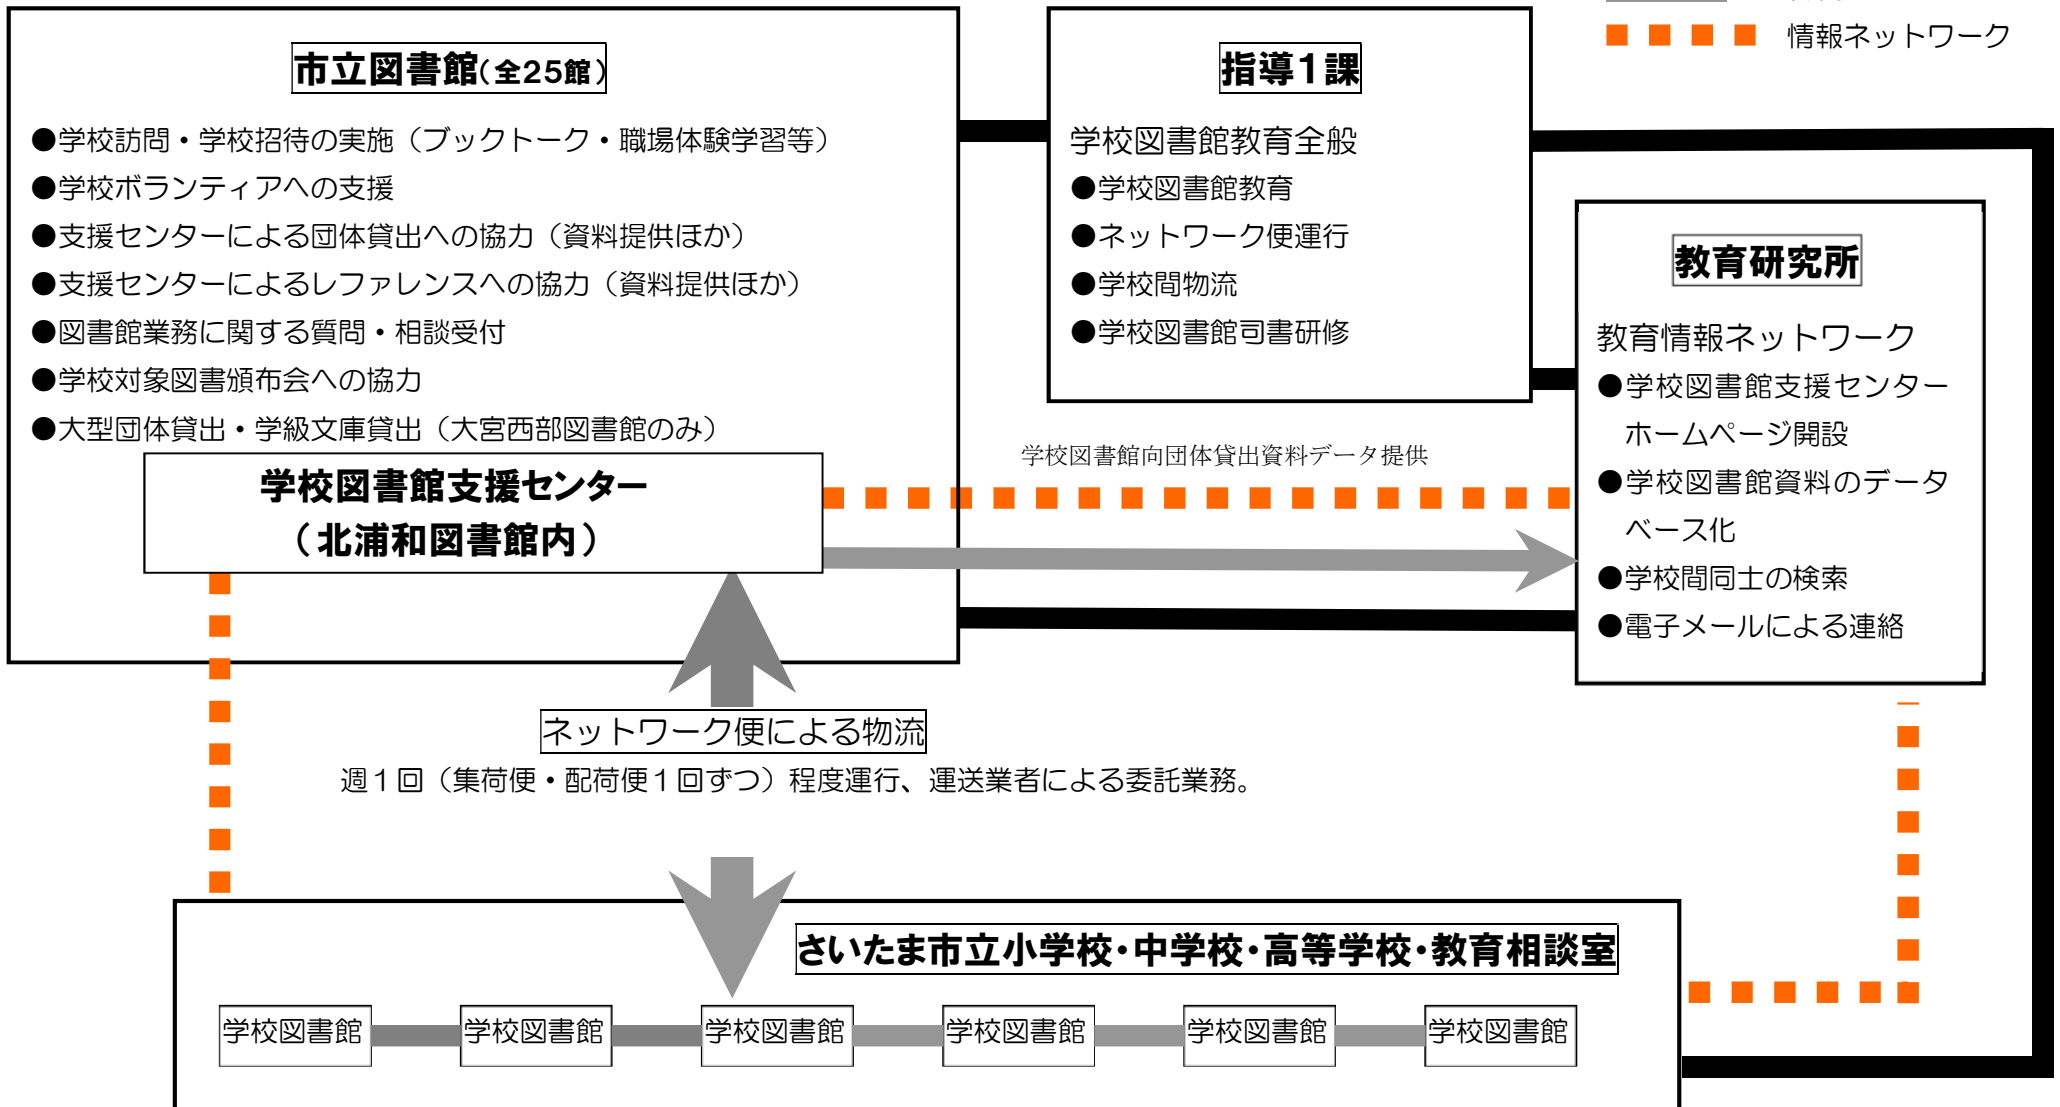 情報ネットワーク
市立図書館(全25館)
●学校訪問・学校招待の実施（ブックトーク・職場体験学習等）
●学校ボランティアへの支援
●支援センターによる団体貸出への協力（資料提供ほか）
●支援センターによるレファレンスへの協力（資料提供ほか）
●図書館業務に関する質問・相談受付
●学校対象図書頒布会への協力
●大型団体貸出・学級文庫貸出（大宮西部図書館のみ）
学校図書館支援センター
（北浦和図書館内）
指導１課
学校図書館教育全般
●学校図書館教育
●ネットワーク便運行
●学校間物流
●学校図書館司書研修
教育研究所
教育情報ネットワーク
●学校図書館支援センター
ホームページ開設
●学校図書館資料のデータ
ベース化
●学校間同士の検索
●電子メールによる連絡
学校図書館向団体貸出資料データ提供
ネットワーク便による物流
週１回（集荷便・配荷便１回ずつ）程度運行、運送業者による委託業務。
さいたま市立小学校・中学校・高等学校・教育相談室
学校図書館
学校図書館
学校図書館
学校図書館
学校図書館
学校図書館